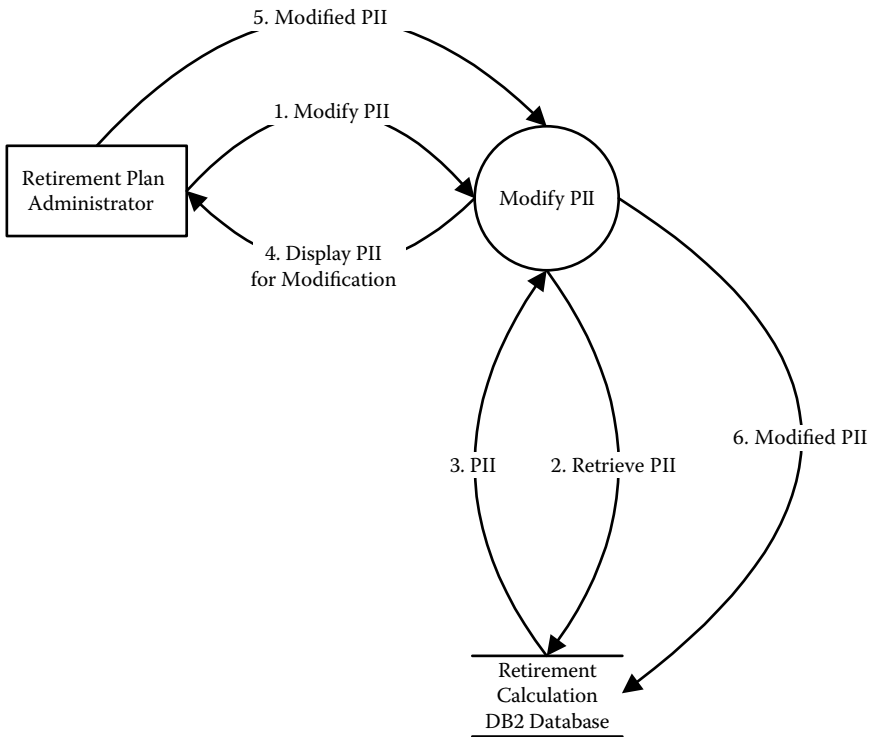 5. Modified PII
1. Modify PII
Retirement Plan
Administrator
Modify PII
4. Display PII
for Modification
6. Modified PII
3. PII
2. Retrieve PII
Retirement
Calculation
DB2 Database